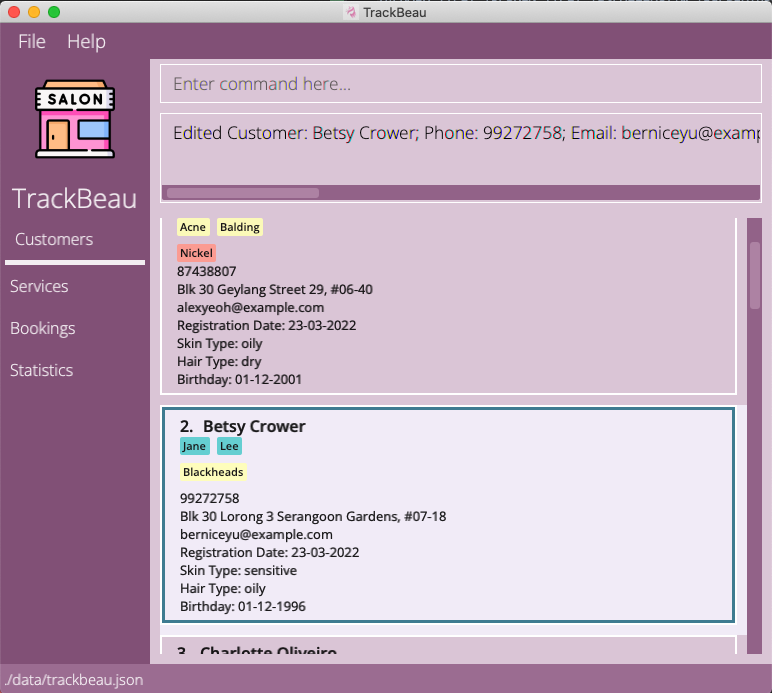 TrackBeau
File Help
SALON
TrackBeau
Customers
Services
Bookings
Statistics
Enter command here...
Edited Customer: Betsy Crower; Phone: 99272758; Email: berniceyu@examp
Acne Balding
Nickel
87438807
Blk 30 Geylang Street 29, #06-40
alexyeoh@example.com
Registration Date: 23-03-2022
Skin Type: oily
Hair Type: dry
Birthday: 01-12-2001
2. Betsy Crower
Jane Lee
Blackheads
99272758
Blk 30 Lorong 3 Serangoon Gardens, #07-18
berniceyu@example.com
Registration Date: 23-03-2022
Skin Type: sensitive
Hair Type: oily
Birthday: 01-12-1996
3. Charlotte Oliveiro
./data/trackbeau.json